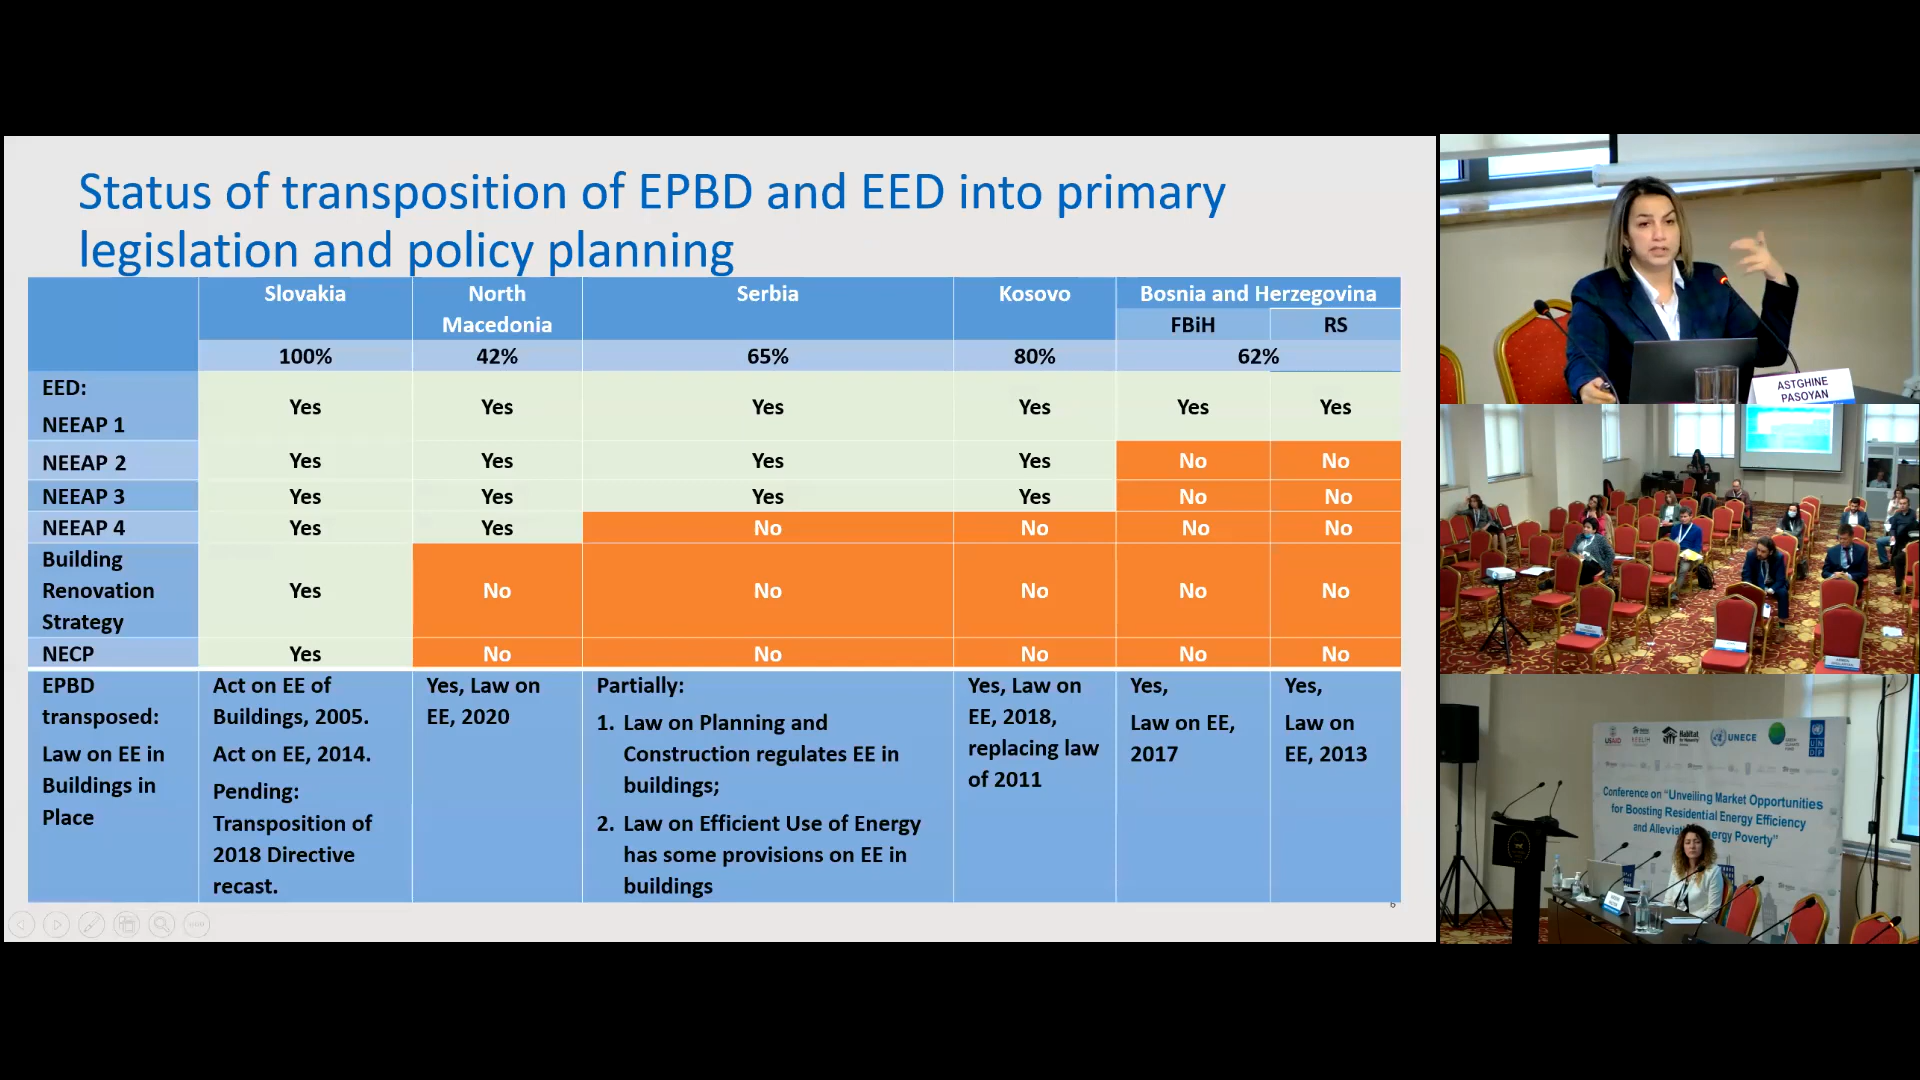 Status of transposition of EPBD and EED into primary
legislation and policy planning
Slovakia
North
Macedonia
Serbia
Kosovo
Bosnia and Herzegovina
FBiH
RS
100%
42%
65%
80%
62%
EED:
NEEAP 1
Yes
Yes
Yes
Yes
Yes
Yes
NEEAP 2
Yes
Yes
Yes
Yes
No
No
NEEAP 3
Yes
Yes
Yes
Yes
No
No
NEEAP 4
Yes
Yes
No
No
No
No
Building
Renovation
Strategy
Yes
No
No
No
No
No
NECP
Yes
No
No
No
No
No
EPBD
transposed:
Law on EE in
Buildings in
Place
Act on EE of
Buildings, 2005.
Act on EE, 2014.
Pending:
Transposition of
2018 Directive
recast.
Yes, Law on
EE, 2020
Partially:
1. Law on Planning and
Construction regulates EE in
buildings;
2. Law on Efficient Use of Energy
has some provisions on EE in
buildings
Yes, Law on
EE, 2018,
replacing law
of 2011
Yes,
Law on EE,
2017
Yes,
Law on
EE, 2013
6
ASTGHINE
PASOYAN
USAID
Habitat
UNECE
UNDP
Conference on "Unveiling Market Opportunities
for Boosting Residential Energy Efficiency
and Energy Poverty"